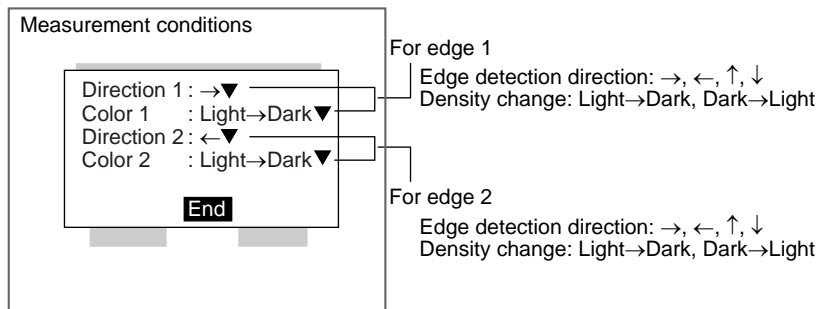 Measurement conditions
Direction 1 : →▼
Color 1 : Light→Dark▼
Direction 2 : ←▼
Color 2 : Light→Dark▼
End
For edge 1
Edge detection direction: →, ←, ↑, ↓
Density change: Light→Dark, Dark→Light
For edge 2
Edge detection direction: →, ←, ↑, ↓
Density change: Light→Dark, Dark→Light